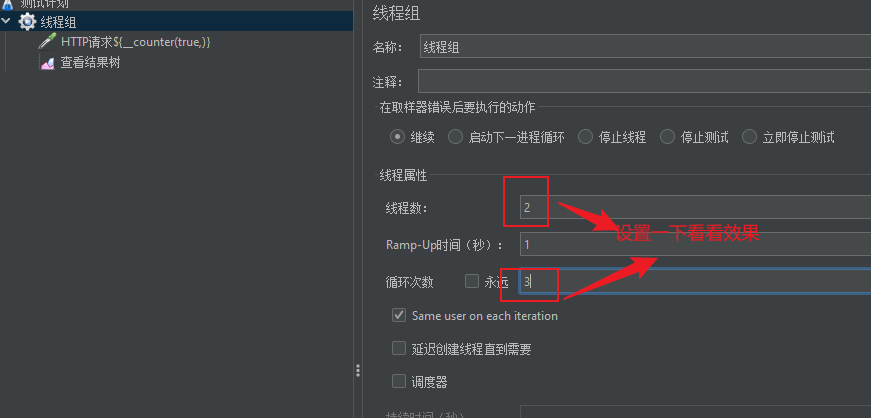 测试计划
线程组
HTTP请求${__counter(true,)}
查看结果树
线程组
名称： 线程组
注释：
在取样器错误后要执行的动作
继续 启动下一进程循环 停止线程 停止测试 立即停止测试
线程属性
线程数： 2
设置一下看看效果
Ramp-Up时间（秒）： 1
循环次数 永远 3
Same user on each iteration
延迟创建线程直到需要
调度器
持续时间（秒）